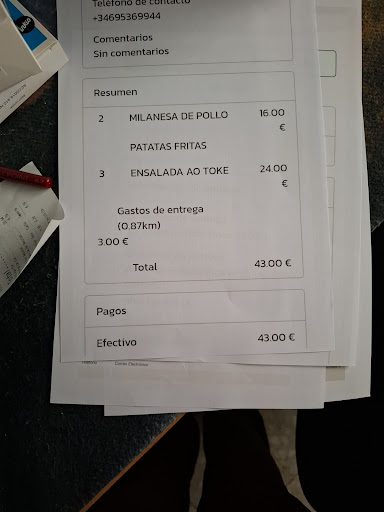 Teléfono de contacto
+34695369944
Comentarios
Sin comentarios
Resumen
2 MILANESA DE POLLO 16.00 €
PATATAS FRITAS
3 ENSALADA AO TOKE 24.00 €
Gastos de entrega
(0.87km)
3.00 €
Total 43.00 €
Pagos
Efectivo 43.00 €